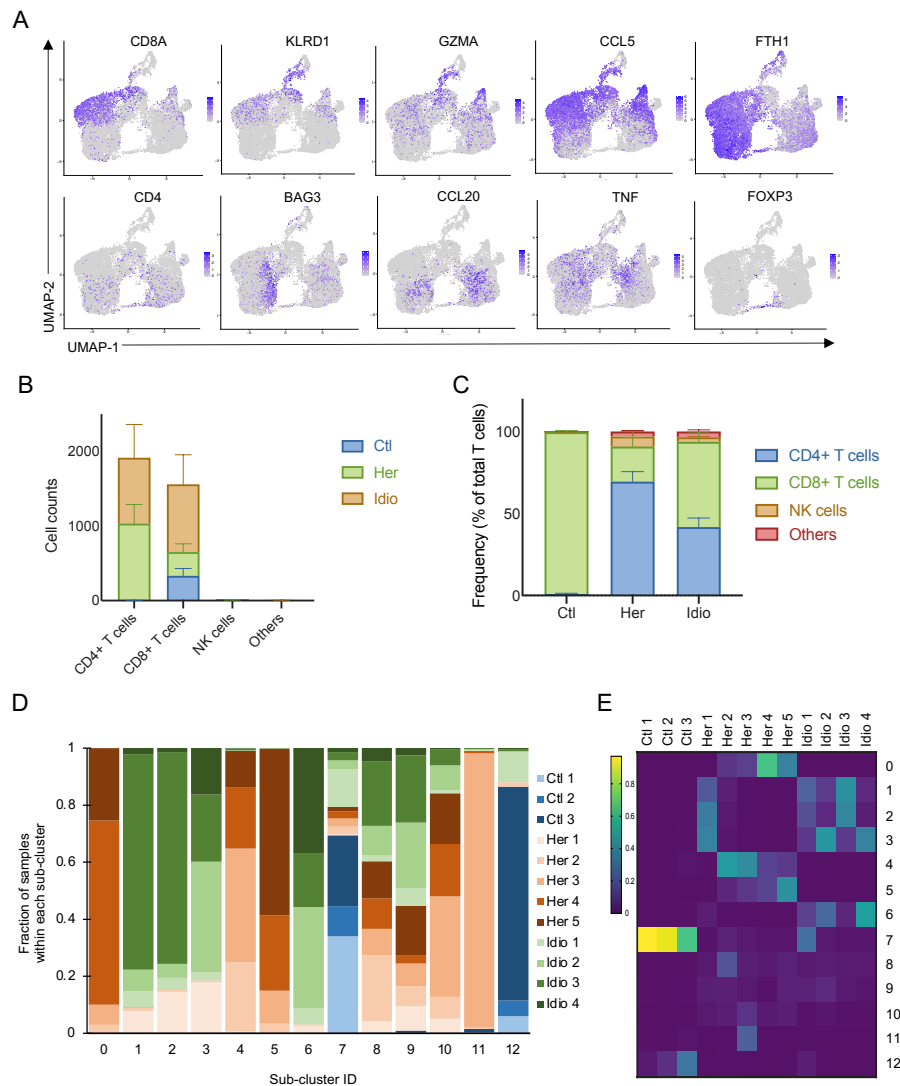 A
CD8A KLRD1 GZMA CCL5 FTH1
CD4 BAG3 CCL20 TNF FOXP3
UMAP-2
UMAP-1
B
Cell counts
2000
1000
0
CD4+ T cells
CD8+ T cells
NK cells
Others
Ctl
Her
Idio
C
Frequency (% of total T cells)
100
50
0
Ctl Her Idio
CD4+ T cells
CD8+ T cells
NK cells
Others
D
Fraction of samples
within each sub-cluster
1
0.8
0.6
0.4
0.2
0
0 1 2 3 4 5 6 7 8 9 10 11 12
Sub-cluster ID
Ctl 1
Ctl 2
Ctl 3
Her 1
Her 2
Her 3
Her 4
Her 5
Idio 1
Idio 2
Idio 3
Idio 4
E
Ctl 1 Ctl 2 Ctl 3 Her 1 Her 2 Her 3 Her 4 Her 5 Idio 1 Idio 2 Idio 3 Idio 4
0.8
0.6
0.4
0.2
0
0
1
2
3
4
5
6
7
8
9
10
11
12